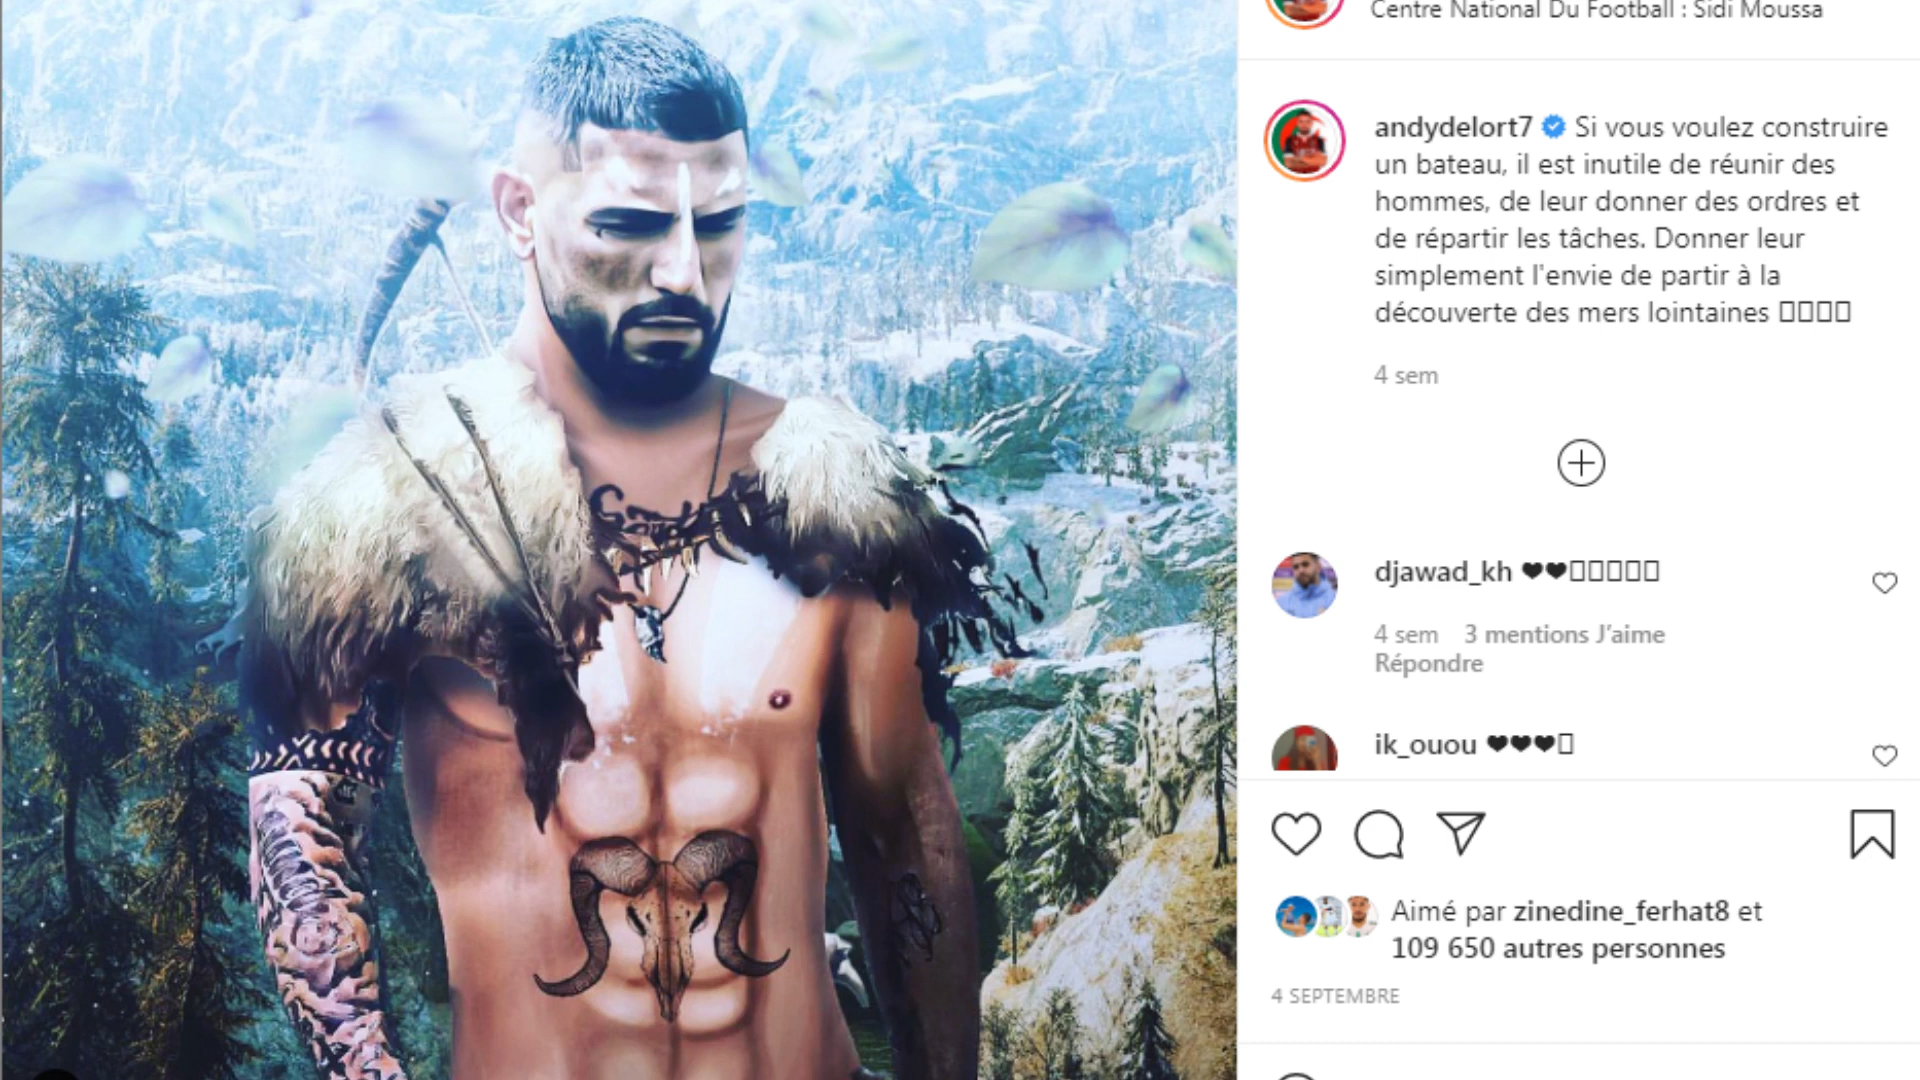 Centre National Du Football : Sidi Moussa
andydelort7 Si vous voulez construire
un bateau, il est inutile de réunir des
hommes, de leur donner des ordres et
de répartir les tâches. Donner leur
simplement l'envie de partir à la
découverte des mers lointaines
4 sem
djawad_kh ❤❤
4 sem 3 mentions J’aime
Répondre
ik_ouou ❤❤❤
Aimé par zinedine_ferhat8 et
109 650 autres personnes
4 SEPTEMBRE